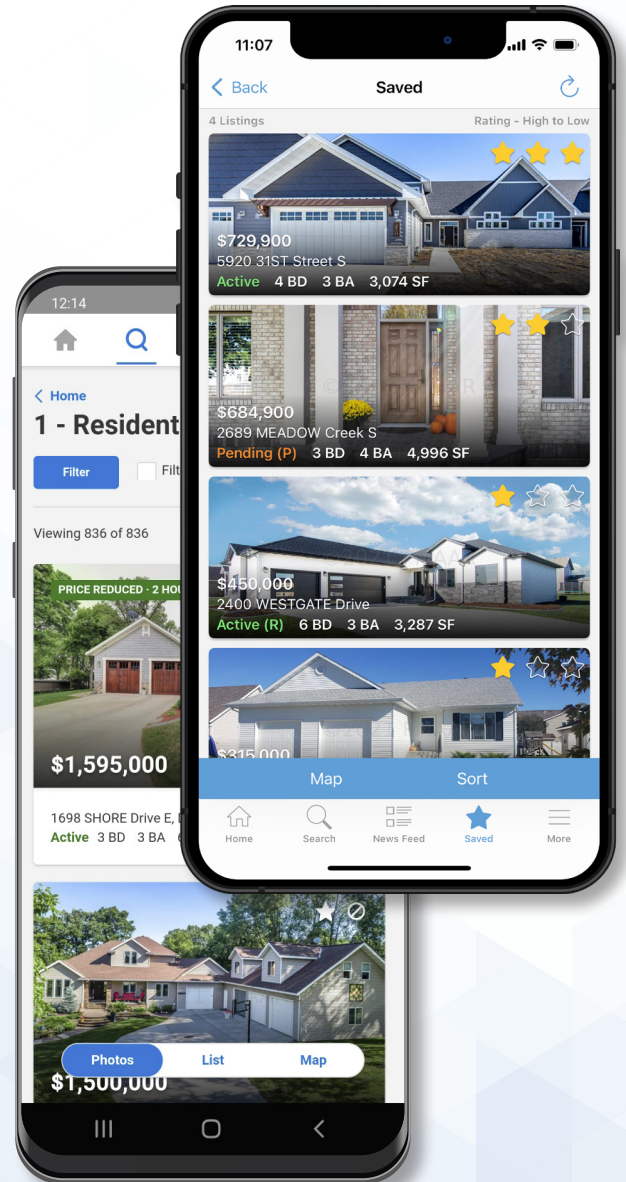 11:07
Back
Saved
4 Listings
Rating - High to Low
$729,900
5920 31ST Street S
Active 4 BD 3 BA 3,074 SF
$684,900
2689 MEADOW Creek S
Pending (P) 3 BD 4 BA 4,996 SF
$450,000
2400 WESTGATE Drive
Active (R) 6 BD 3 BA 3,287 SF
$315,000
Map
Sort
Home
Search
News Feed
Saved
More
12:14
Home
1 - Resident
Filter
Filt
Viewing 836 of 836
PRICE REDUCED · 2 HOU
$1,595,000
1698 SHORE Drive E,
Active 3 BD 3 BA
Photos
List
Map
$1,500,000